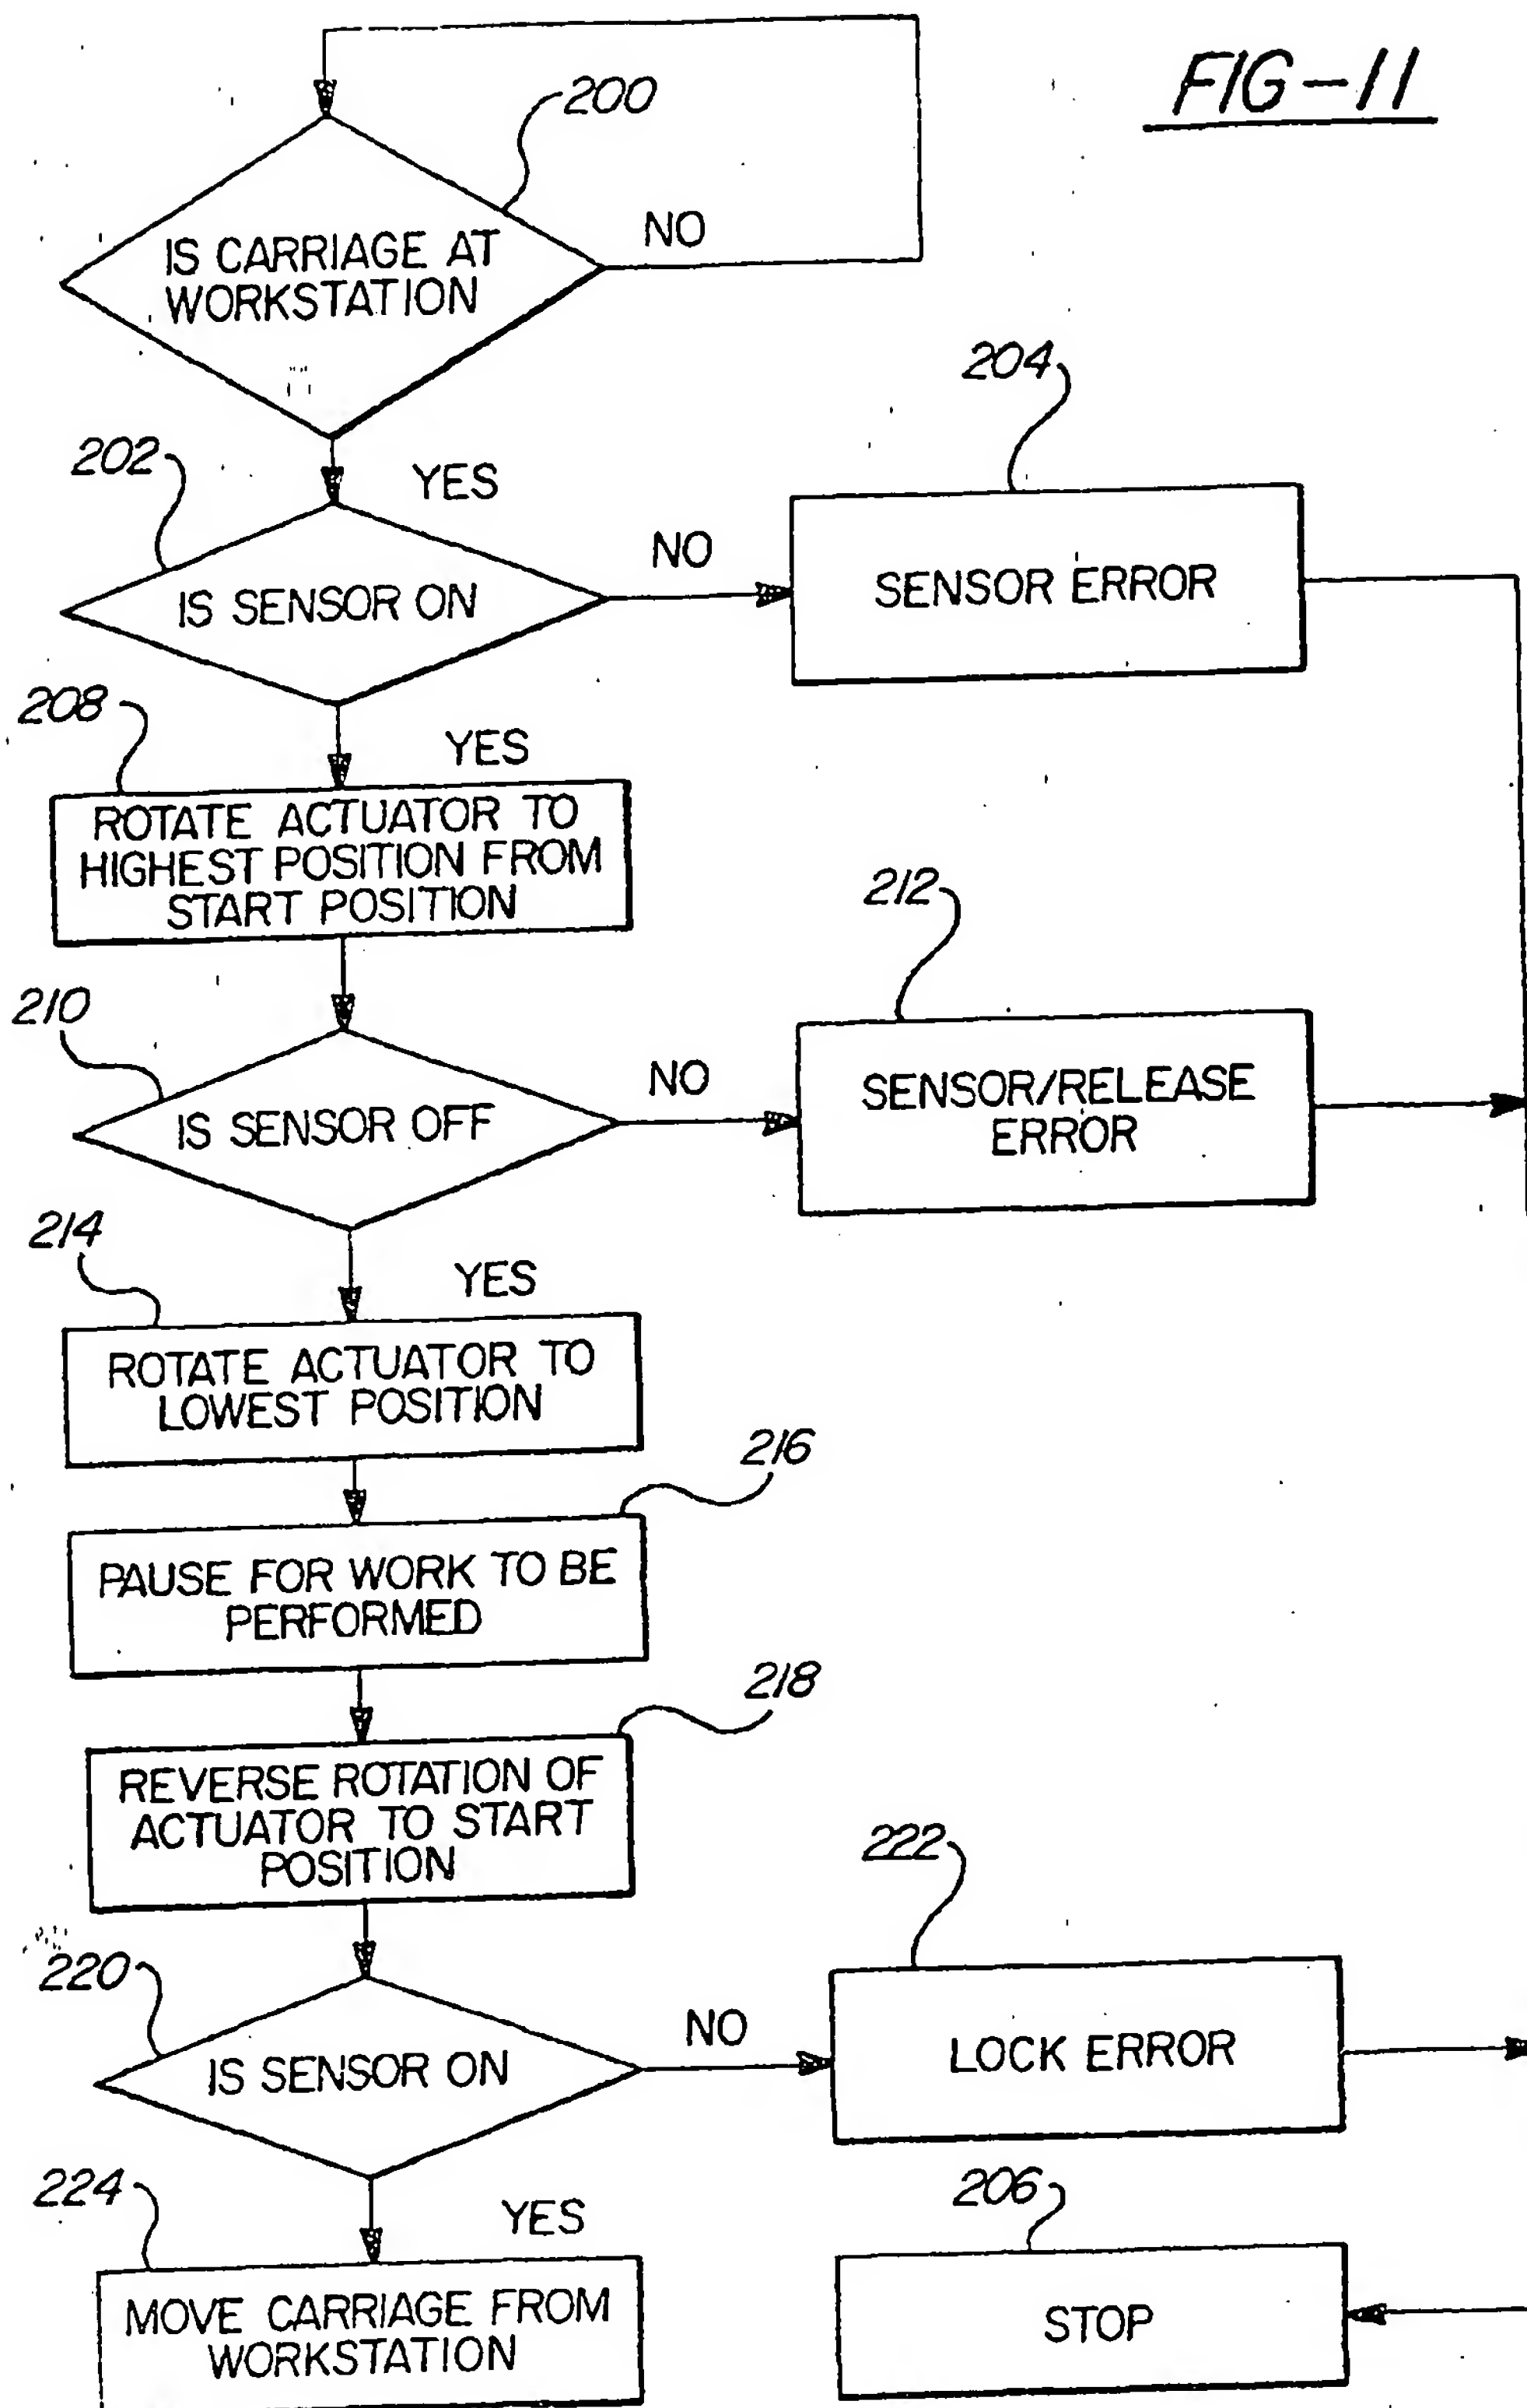 FIG-11
200
IS CARRIAGE AT
WORKSTATION
NO
YES
202
IS SENSOR ON
NO
204
SENSOR ERROR
YES
208
ROTATE ACTUATOR TO
HIGHEST POSITION FROM
START POSITION
210
IS SENSOR OFF
NO
212
SENSOR/RELEASE
ERROR
YES
214
ROTATE ACTUATOR TO
LOWEST POSITION
216
PAUSE FOR WORK TO BE
PERFORMED
218
REVERSE ROTATION OF
ACTUATOR TO START
POSITION
220
IS SENSOR ON
NO
222
LOCK ERROR
YES
224
MOVE CARRIAGE FROM
WORKSTATION
206
STOP